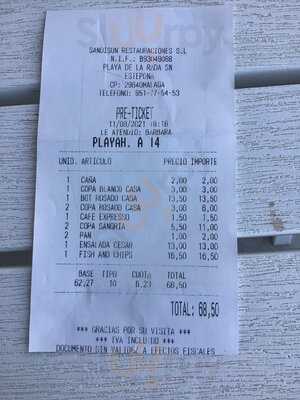 SANDISUN RESTAURACIONES S.L
N.I.F.: B93049088
PLAYA DE LA RADA SN
ESTEPONA
CP: 29640MALAGA
TELEFONO: 951-77-54-53
PRE-TICKET
11/08/2021 18:16
LE ATENDIO: BARBARA
PLAYAH. A 14
UNID. ARTICULO PRECIO IMPORTE
1 CAÑA 2,00 2,00
1 COPA BLANCO CASA 3,00 3,00
1 BOT ROSADO CASA 13,50 13,50
2 COPA ROSADO CASA 3,00 6,00
1 CAFE EXPRESSO 1,50 1,50
2 COPA SANGRIA 5,50 11,00
2 PAN 1,00 2,00
1 ENSALADA CESAR 13,00 13,00
1 FISH AND CHIPS 16,50 16,50
BASE TIPO CUOTA TOTAL
62,27 10 6,23 68,50
TOTAL: 68,50
*** GRACIAS POR SU VISITA ***
*** IVA INCLUIDO ***
DOCUMENTO SIN VALIDEZ A EFECTOS FISCALES